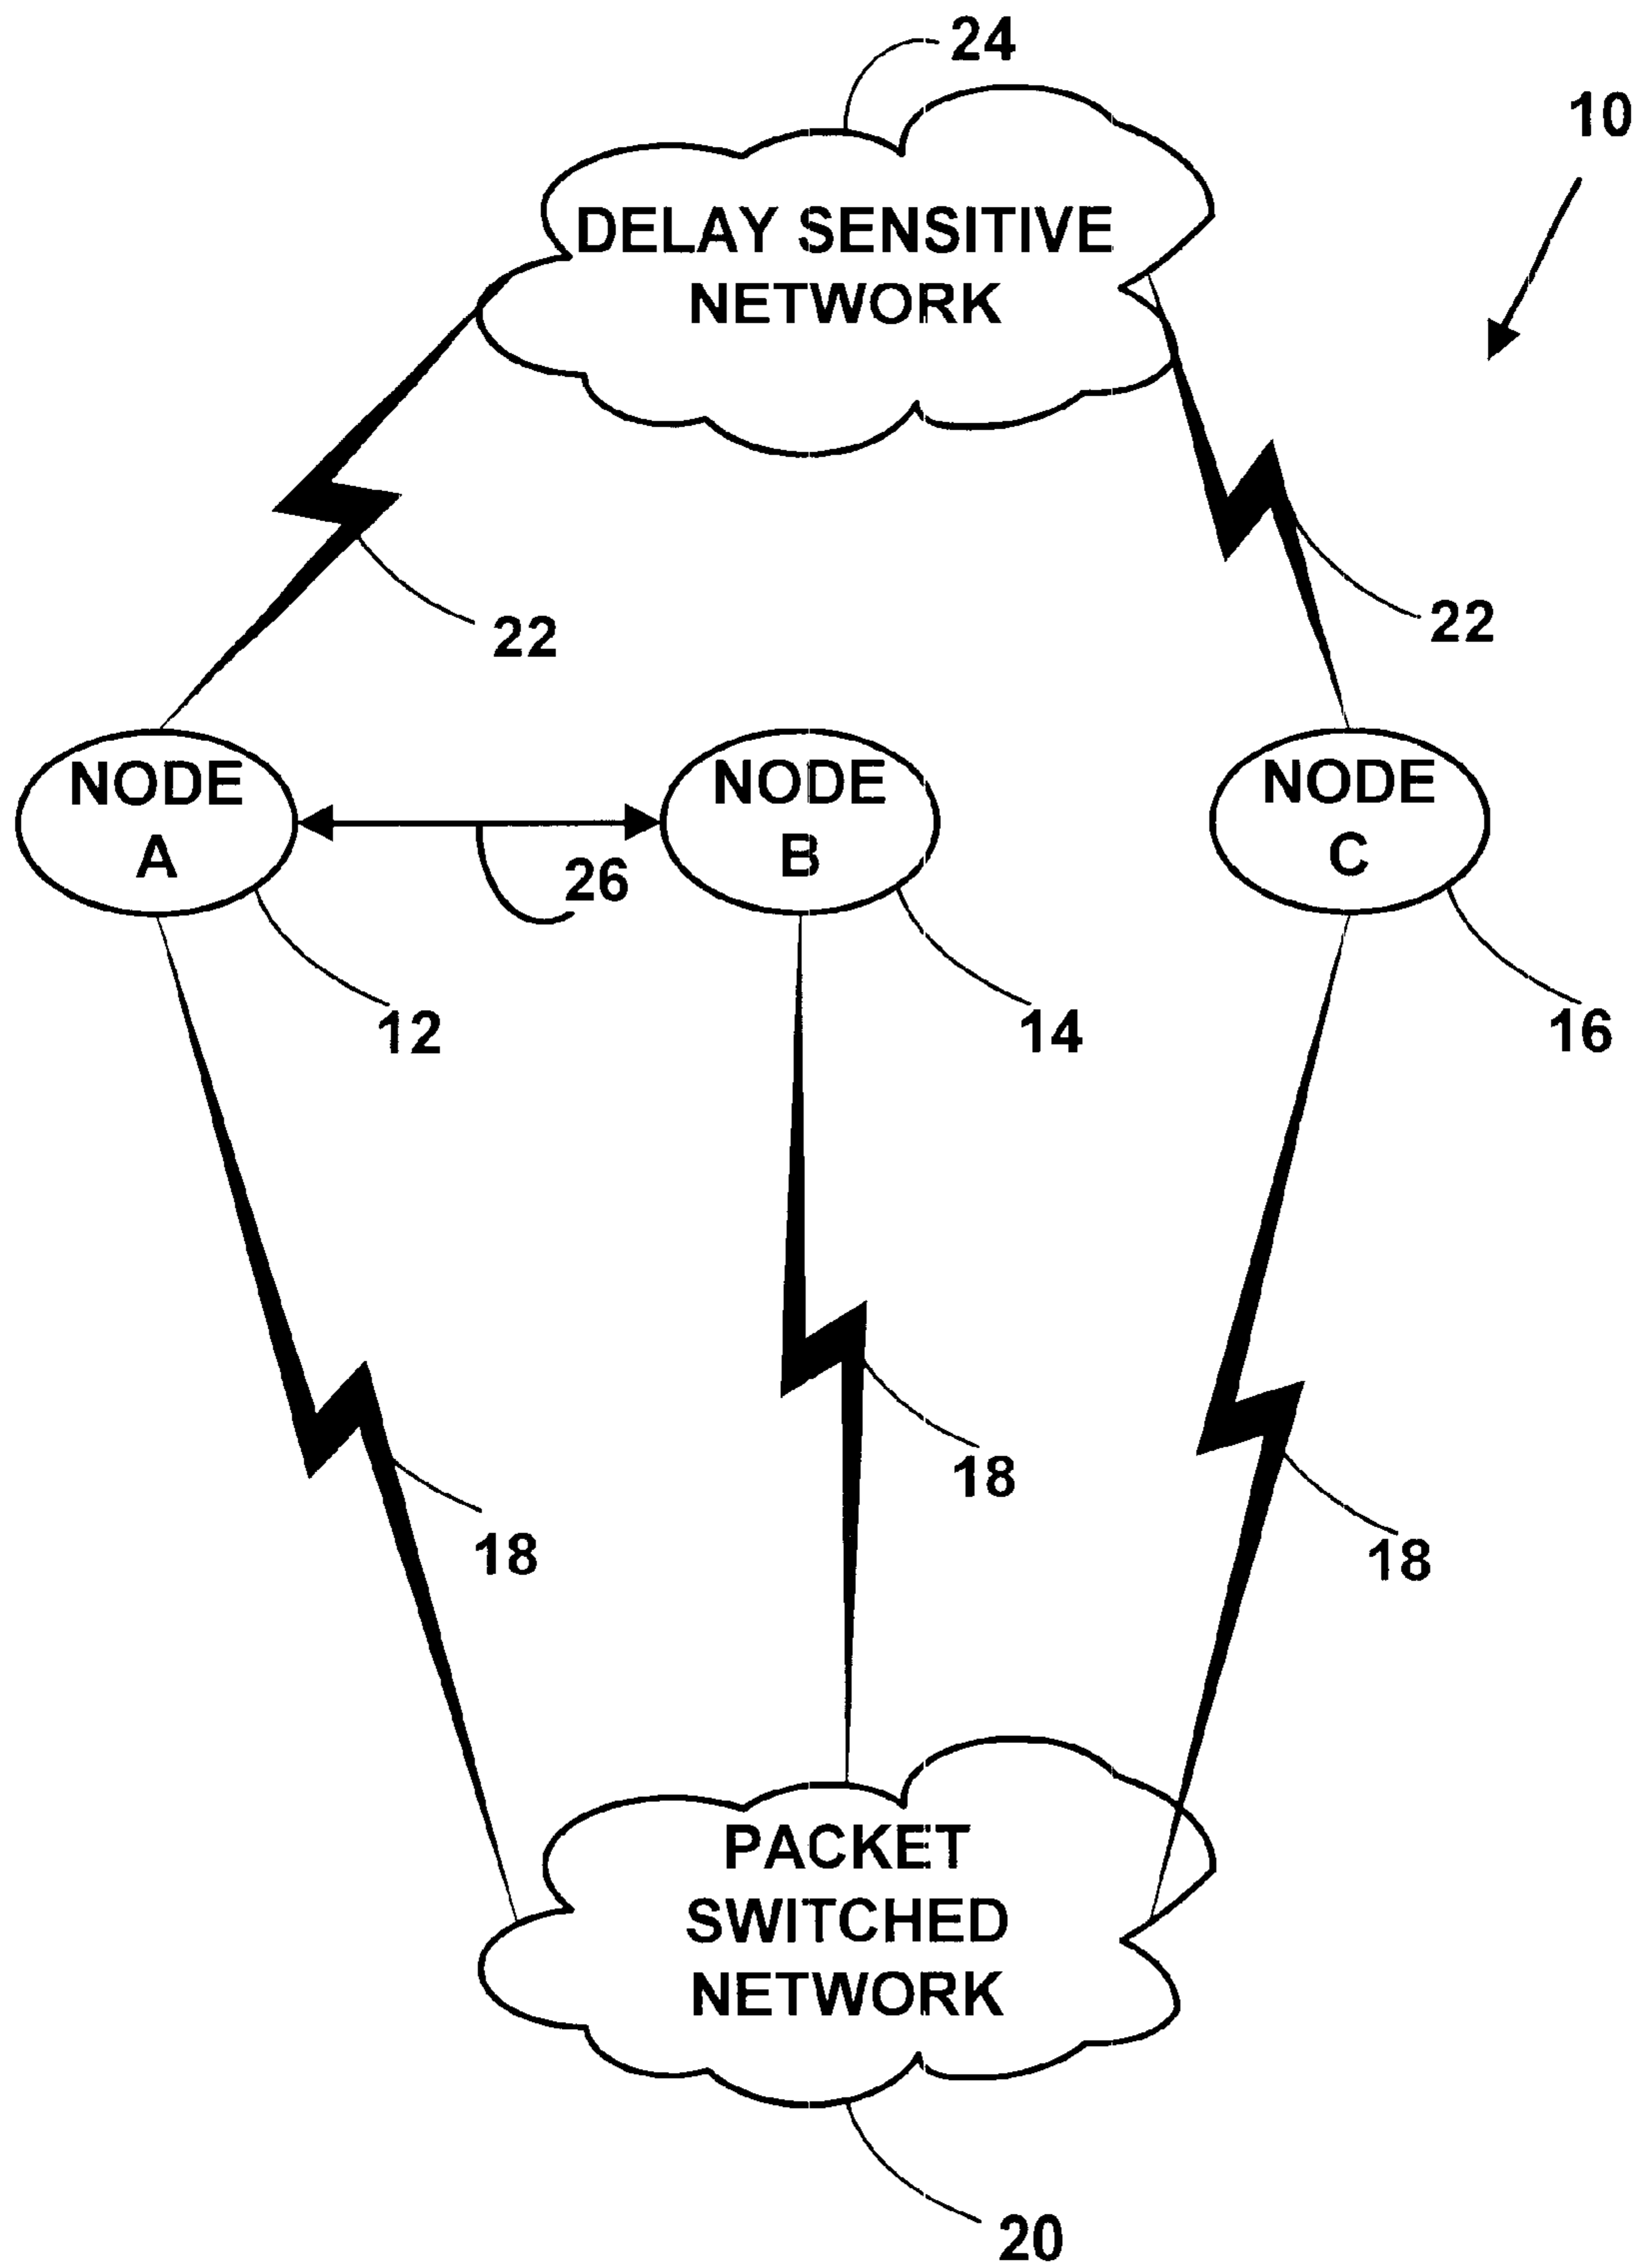 24
10
DELAY SENSITIVE
NETWORK
22
22
NODE
A
NODE
B
NODE
C
26
12
14
16
18
18
18
PACKET
SWITCHED
NETWORK
20